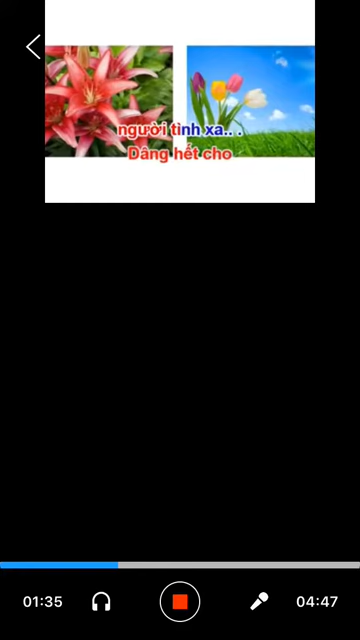 người tình xa.. .
Dâng hết cho
01:35
04:47